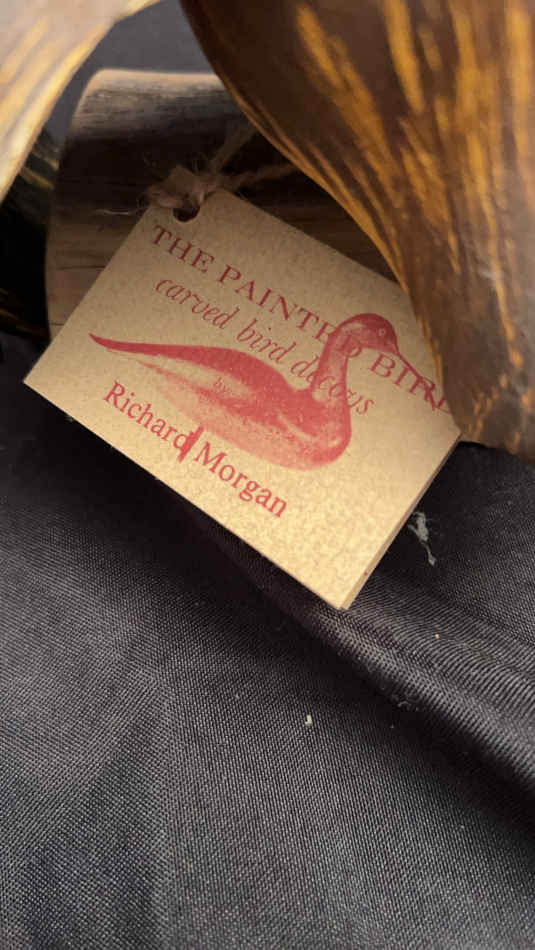 THE PAINTED BIRD
carved bird decoys
by
Richard Morgan